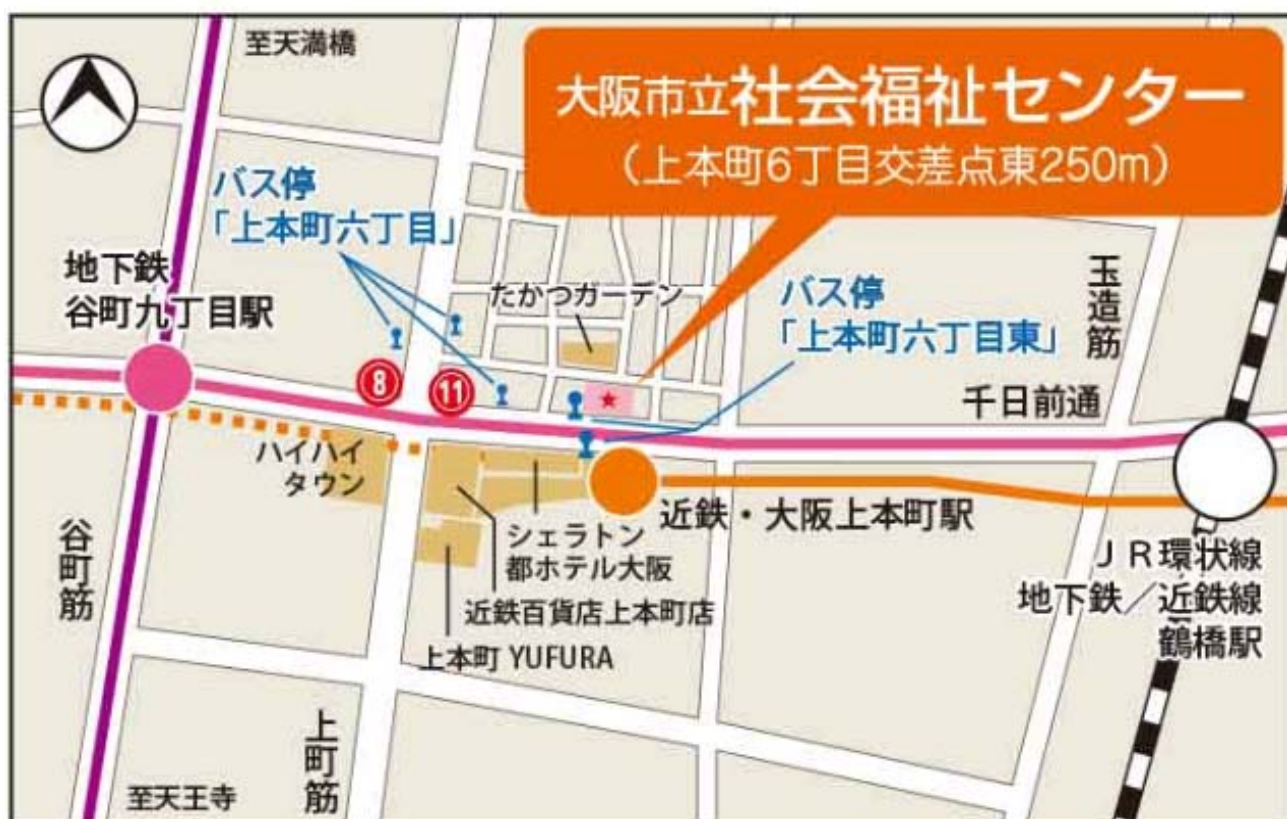 至天満橋
大阪市立社会福祉センター
（上本町6丁目交差点東250m）
バス停
「上本町六丁目」
地下鉄
谷町九丁目駅
たかつガーデン
バス停
「上本町六丁目東」
玉造筋
8
11
千日前通
ハイハイ
タウン
近鉄・大阪上本町駅
シェラトン
都ホテル大阪
近鉄百貨店上本町店
上本町 YUFURA
谷町筋
上町筋
ＪＲ環状線
地下鉄／近鉄線
鶴橋駅
至天王寺